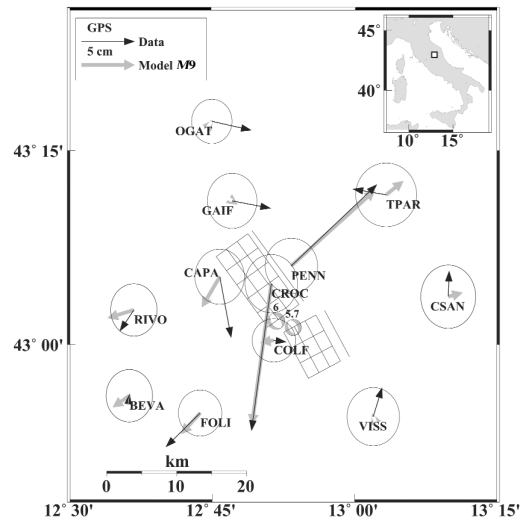 GPS
5 cm
Data
Model M9
45°
40°
10° 15°
OGAT
43° 15'
GAIF
TPAR
PENN
CAPA
CROC
CSAN
6
5.7
RIVO
43° 00'
COLF
BEVA
FOLI
VISS
km
0 10 20
12° 30' 12° 45' 13° 00' 13° 15'